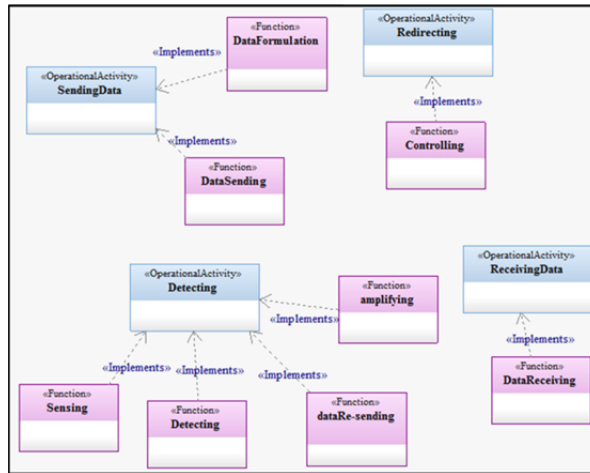 «Function»
DataFormulation
«Implements»
«OperationalActivity»
Redirecting
«OperationalActivity»
SendingData
«Implements»
«Function»
DataSending
«Implements»
«Function»
Controlling
«OperationalActivity»
Detecting
«Function»
amplifying
«Implements»
«OperationalActivity»
ReceivingData
«Implements»
«Function»
DataReceiving
«Implements»
«Implements»
«Implements»
«Function»
Sensing
«Function»
Detecting
«Function»
dataRe-sending